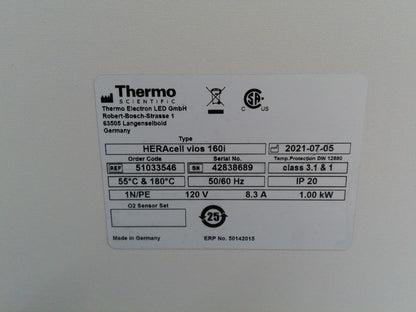 Thermo
SCIENTIFIC
Thermo Electron LED GmbH
Robert-Bosch-Strasse 1
63505 Langenselbold
Germany
C US
Type
HERAcell vios 160i 2021-07-05
Order Code Serial No. Temp.Protection DIN 12880
REF 51033546 SN 42838689 class 3.1 & 1
55°C & 180°C 50/60 Hz IP 20
1N/PE 120 V 8.3 A 1.00 kW
O2 Sensor Set
25
Made in Germany ERP No. 50142015